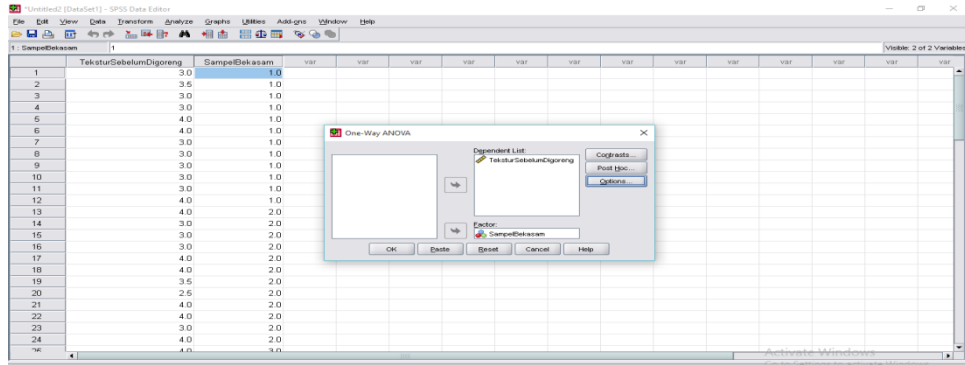 *Untitled2 [DataSet1] - SPSS Data Editor
File Edit View Data Transform Analyze Graphs Utilities Add-ons Window Help
1 : SampelBekasam 1 Visible: 2 of 2 Variables
TeksturSebelumDigoreng SampelBekasam var var var var var var var var var var var
1 3.0 1.0
2 3.5 1.0
3 3.0 1.0
4 3.0 1.0
5 4.0 1.0
6 4.0 1.0
7 3.0 1.0
8 3.0 1.0
9 3.0 1.0
10 3.0 1.0
11 3.0 1.0
12 4.0 1.0
13 4.0 2.0
14 3.0 2.0
15 3.0 2.0
16 3.0 2.0
17 4.0 2.0
18 4.0 2.0
19 3.5 2.0
20 2.5 2.0
21 4.0 2.0
22 4.0 2.0
23 3.0 2.0
24 4.0 2.0
One-Way ANOVA
Dependent List:
TeksturSebelumDigoreng
Contrasts...
Post Hoc...
Options...
Factor:
SampelBekasam
OK Paste Reset Cancel Help
Activate Windows
Go to Settings to activate Windows.